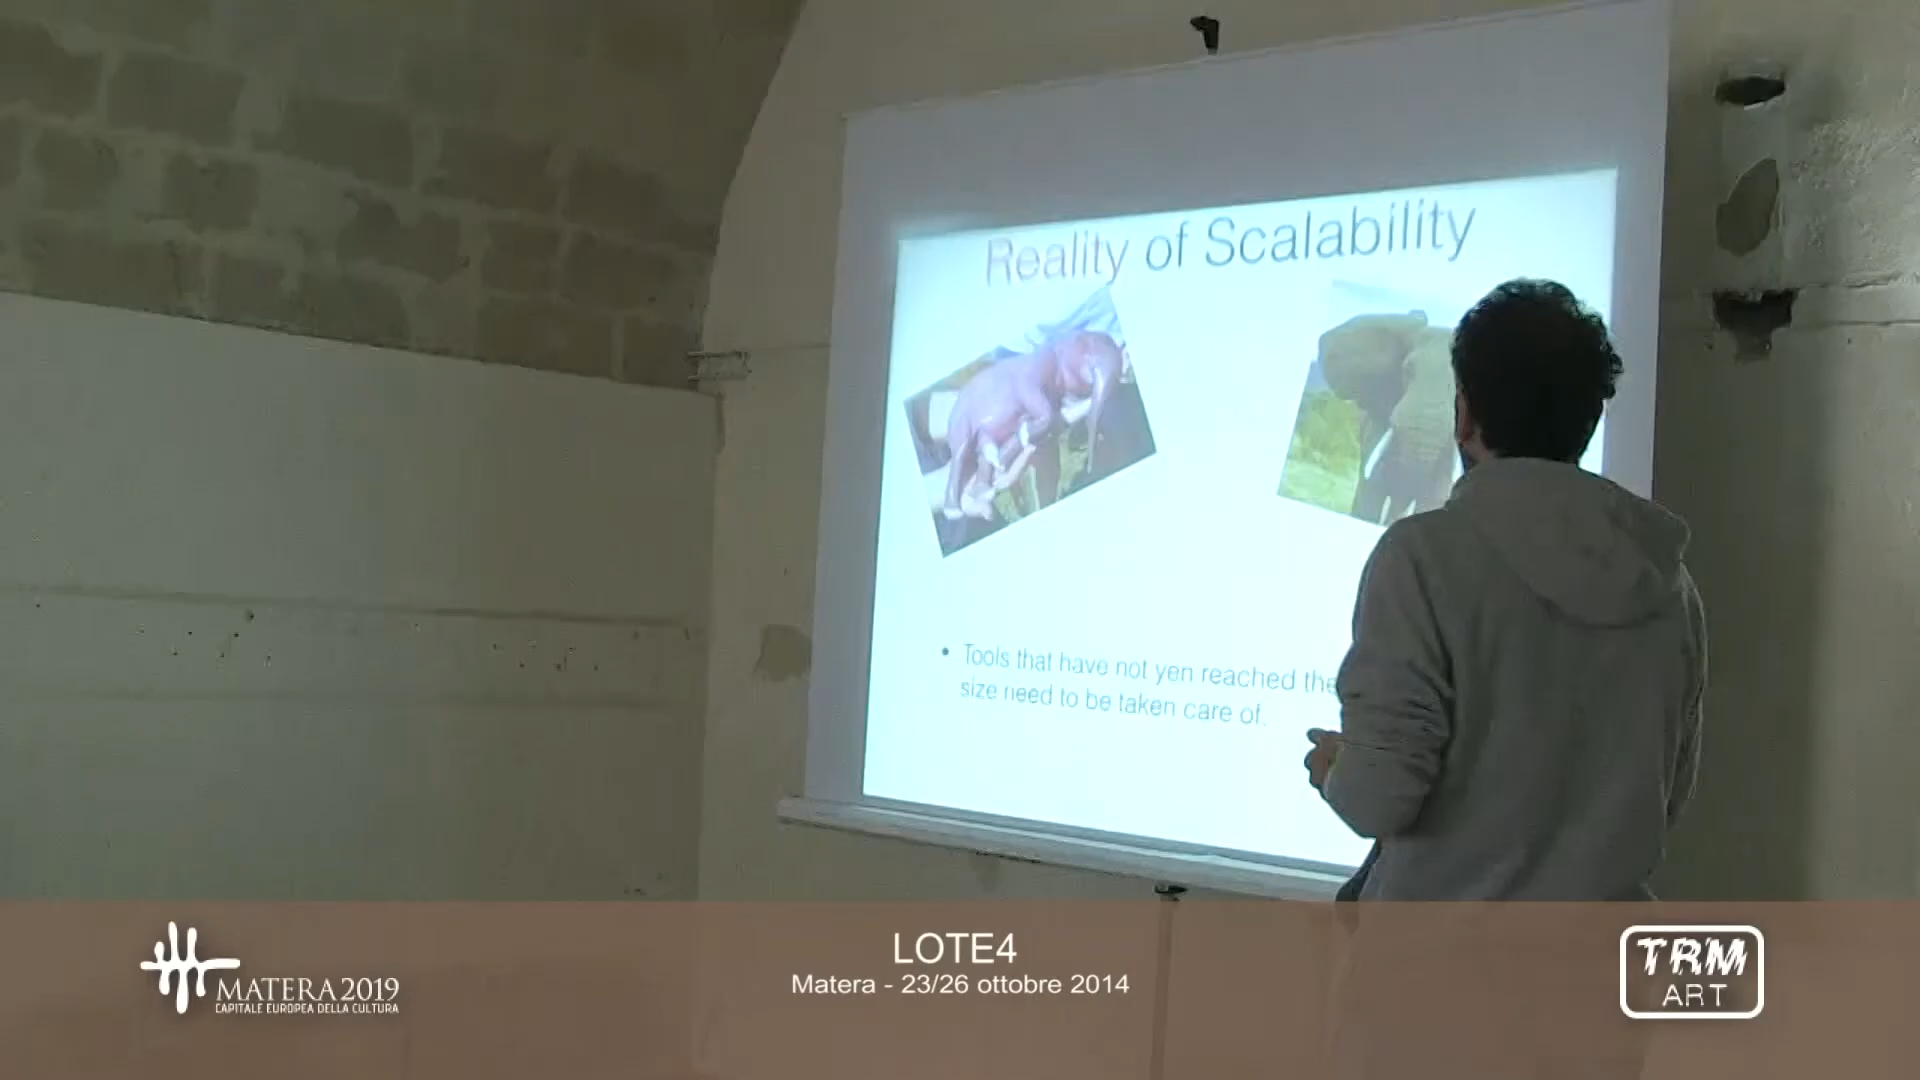 Reality of Scalability
• Tools that have not yen reached the
size need to be taken care of.
MATERA 2019
CAPITALE EUROPEA DELLA CULTURA
LOTE4
Matera - 23/26 ottobre 2014
TRM
ART